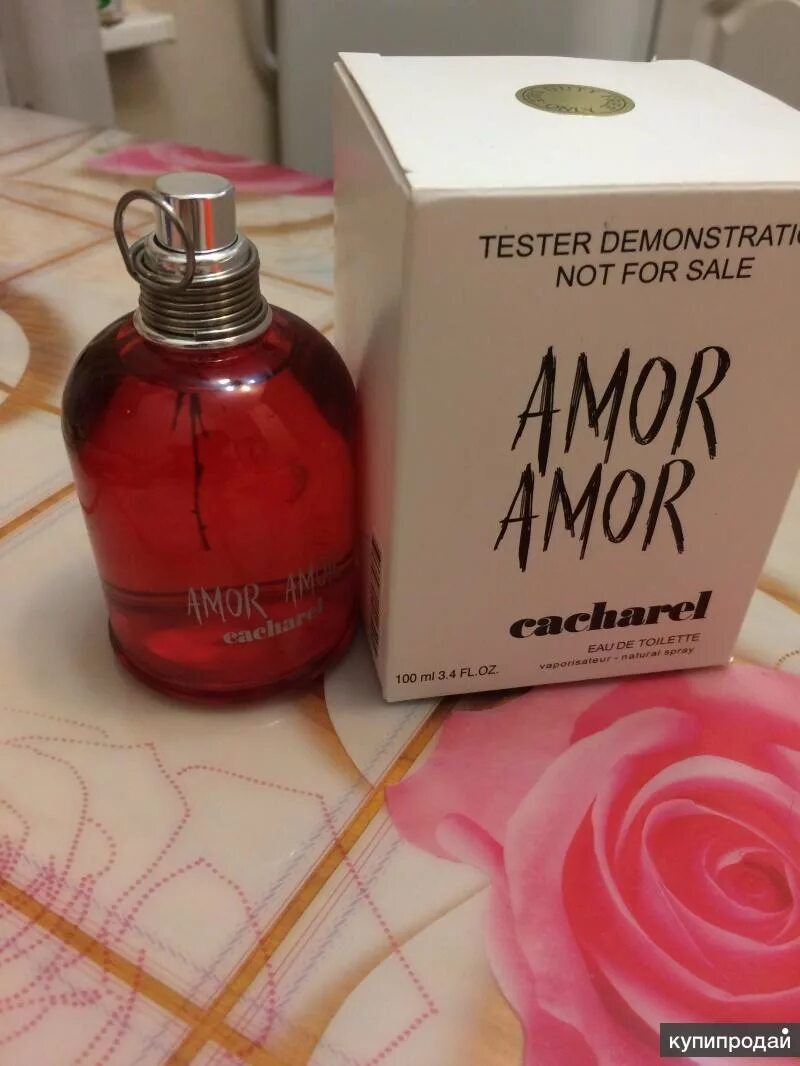 TESTER DEMONSTRATIO
NOT FOR SALE
AMOR
AMOR
cacharel
EAU DE TOILETTE
vaporisateur - natural spray
100 ml 3.4 FL.OZ.
AMOR AMOR
cacharel
купипродай